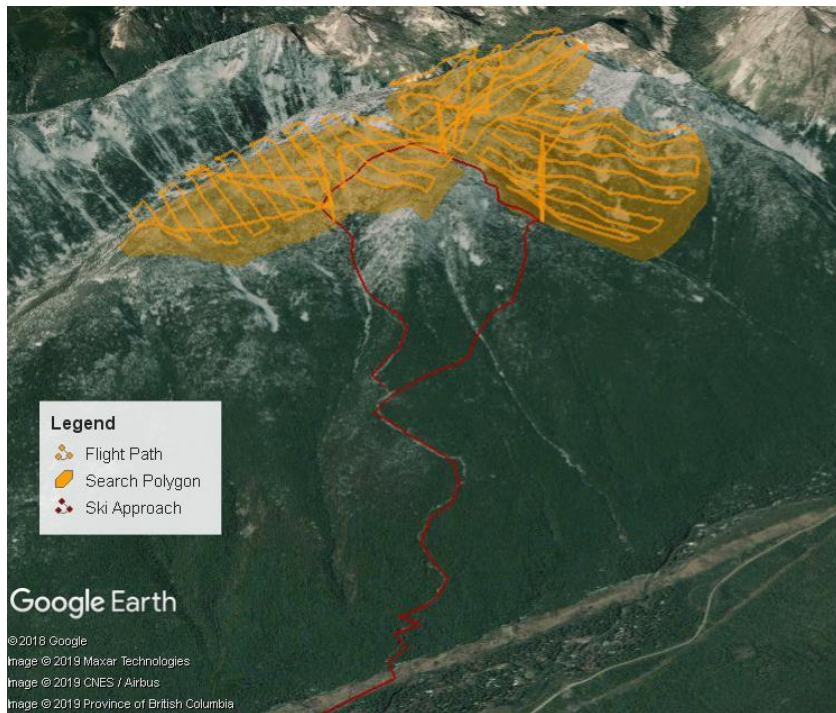 Legend
Flight Path
Search Polygon
Ski Approach
Google Earth
©2018 Google
Image © 2019 Maxar Technologies
Image © 2019 CNES / Airbus
Image © 2019 Province of British Columbia